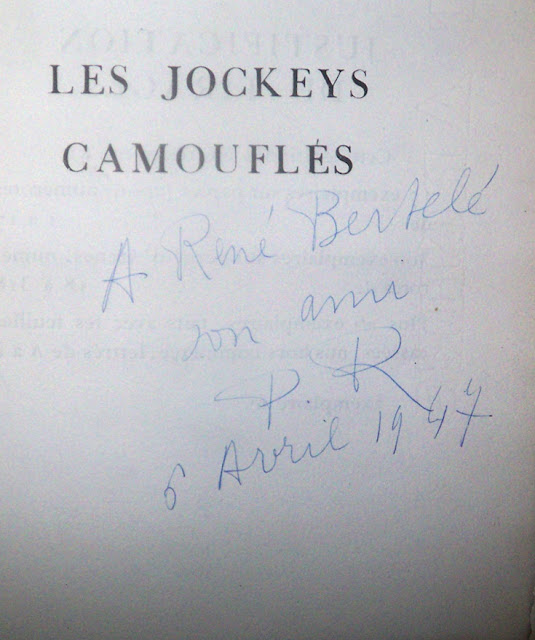 LES JOCKEYS
CAMOUFLÉS
A René Bertelé
son ami
P. R
6 Avril 1947